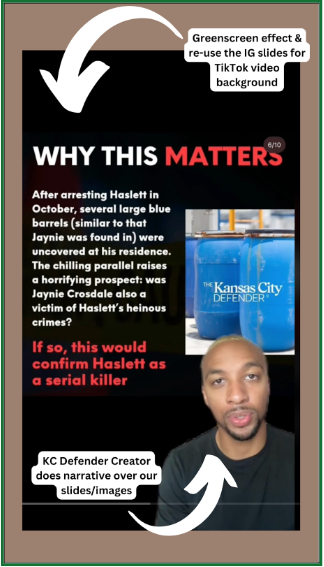 Greenscreen effect &
re-use the IG slides for
TikTok video
background
6/10
WHY THIS MATTERS
After arresting Haslett in
October, several large blue
barrels (similar to that
Jaynie was found in) were
uncovered at his residence.
The chilling parallel raises
a horrifying prospect: was
Jaynie Crosdale also a
victim of Haslett's heinous
crimes?
THE Kansas City
DEFENDER
If so, this would
confirm Haslett as
a serial killer
KC Defender Creator
does narrative over our
slides/images